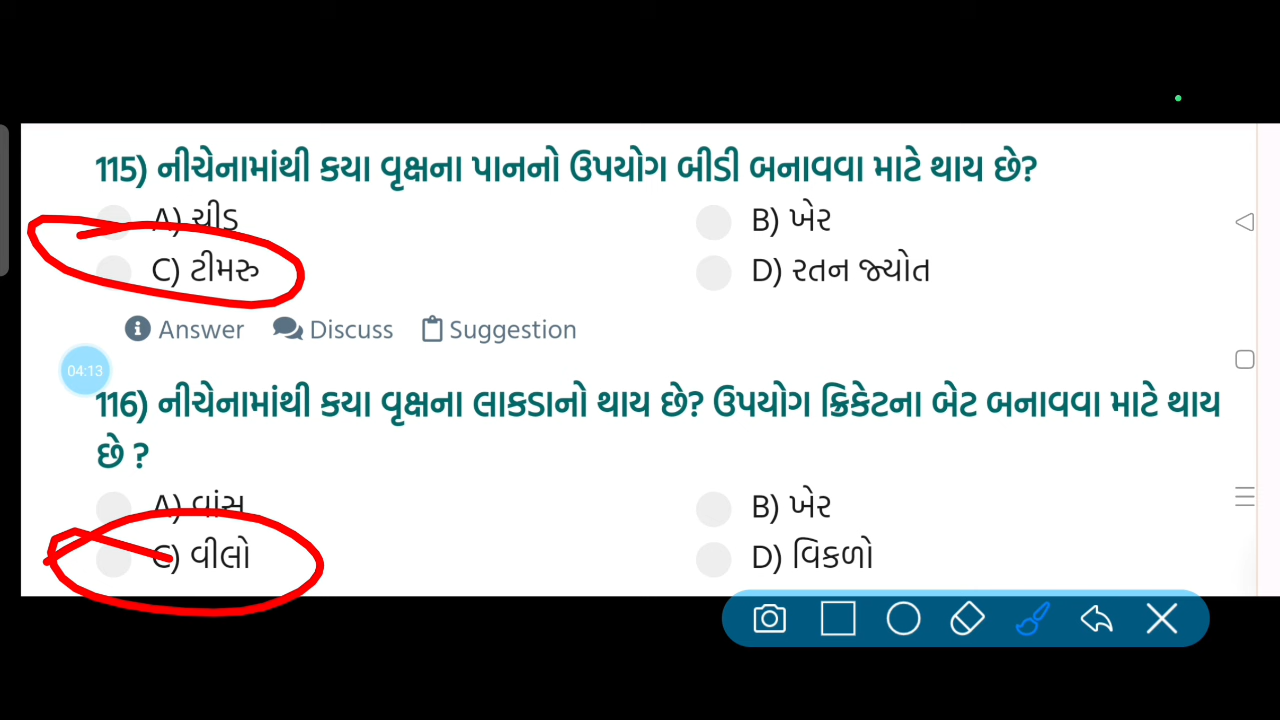 115) નીચેનામાંથી કયા વૃક્ષના પાનનો ઉપયોગ બીડી બનાવવા માટે થાય છે?
A) ચીડ
B) ખેર
C) ટીમરુ
D) રતન જ્યોત
Answer Discuss Suggestion
04:13
116) નીચેનામાંથી કયા વૃક્ષના લાકડાનો થાય છે? ઉપયોગ ક્રિકેટના બેટ બનાવવા માટે થાય
છે ?
A) વાંસ
B) ખેર
C) વીલો
D) વિકળો